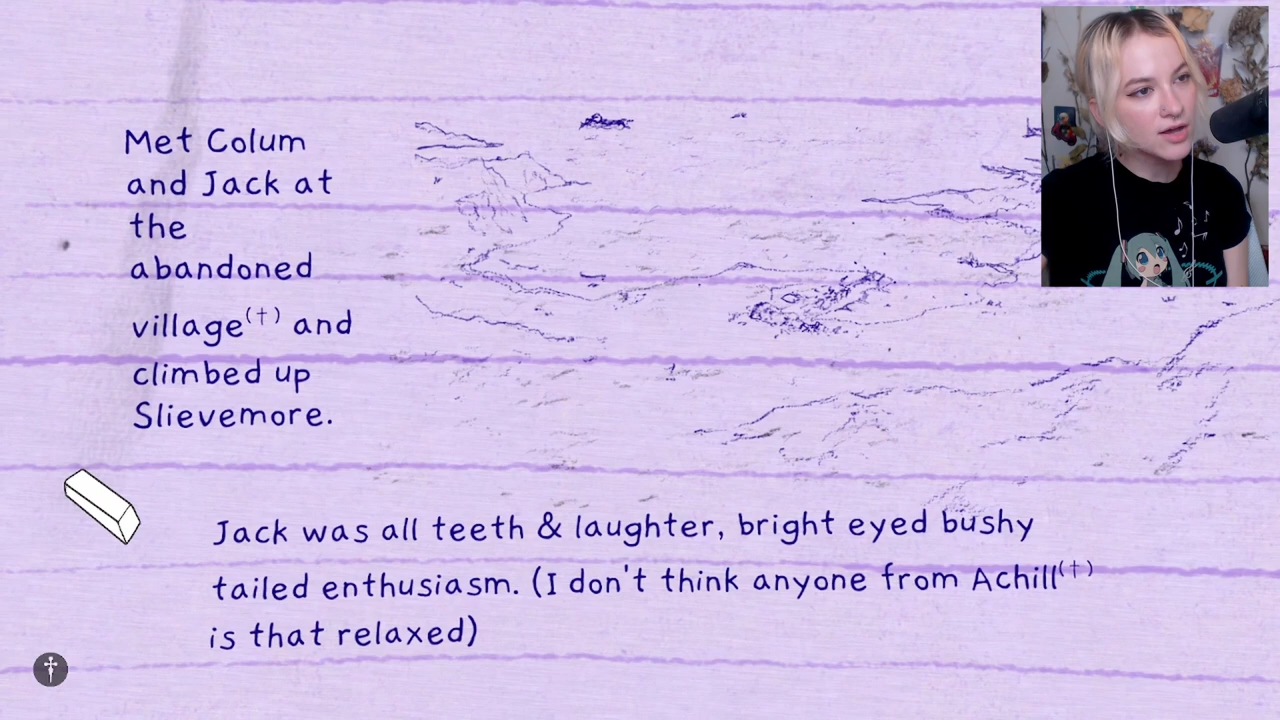 Met Colum
and Jack at
the
abandoned
village(†) and
climbed up
Slievemore.
Jack was all teeth & laughter, bright eyed bushy
tailed enthusiasm. (I don't think anyone from Achill(†)
is that relaxed)
†